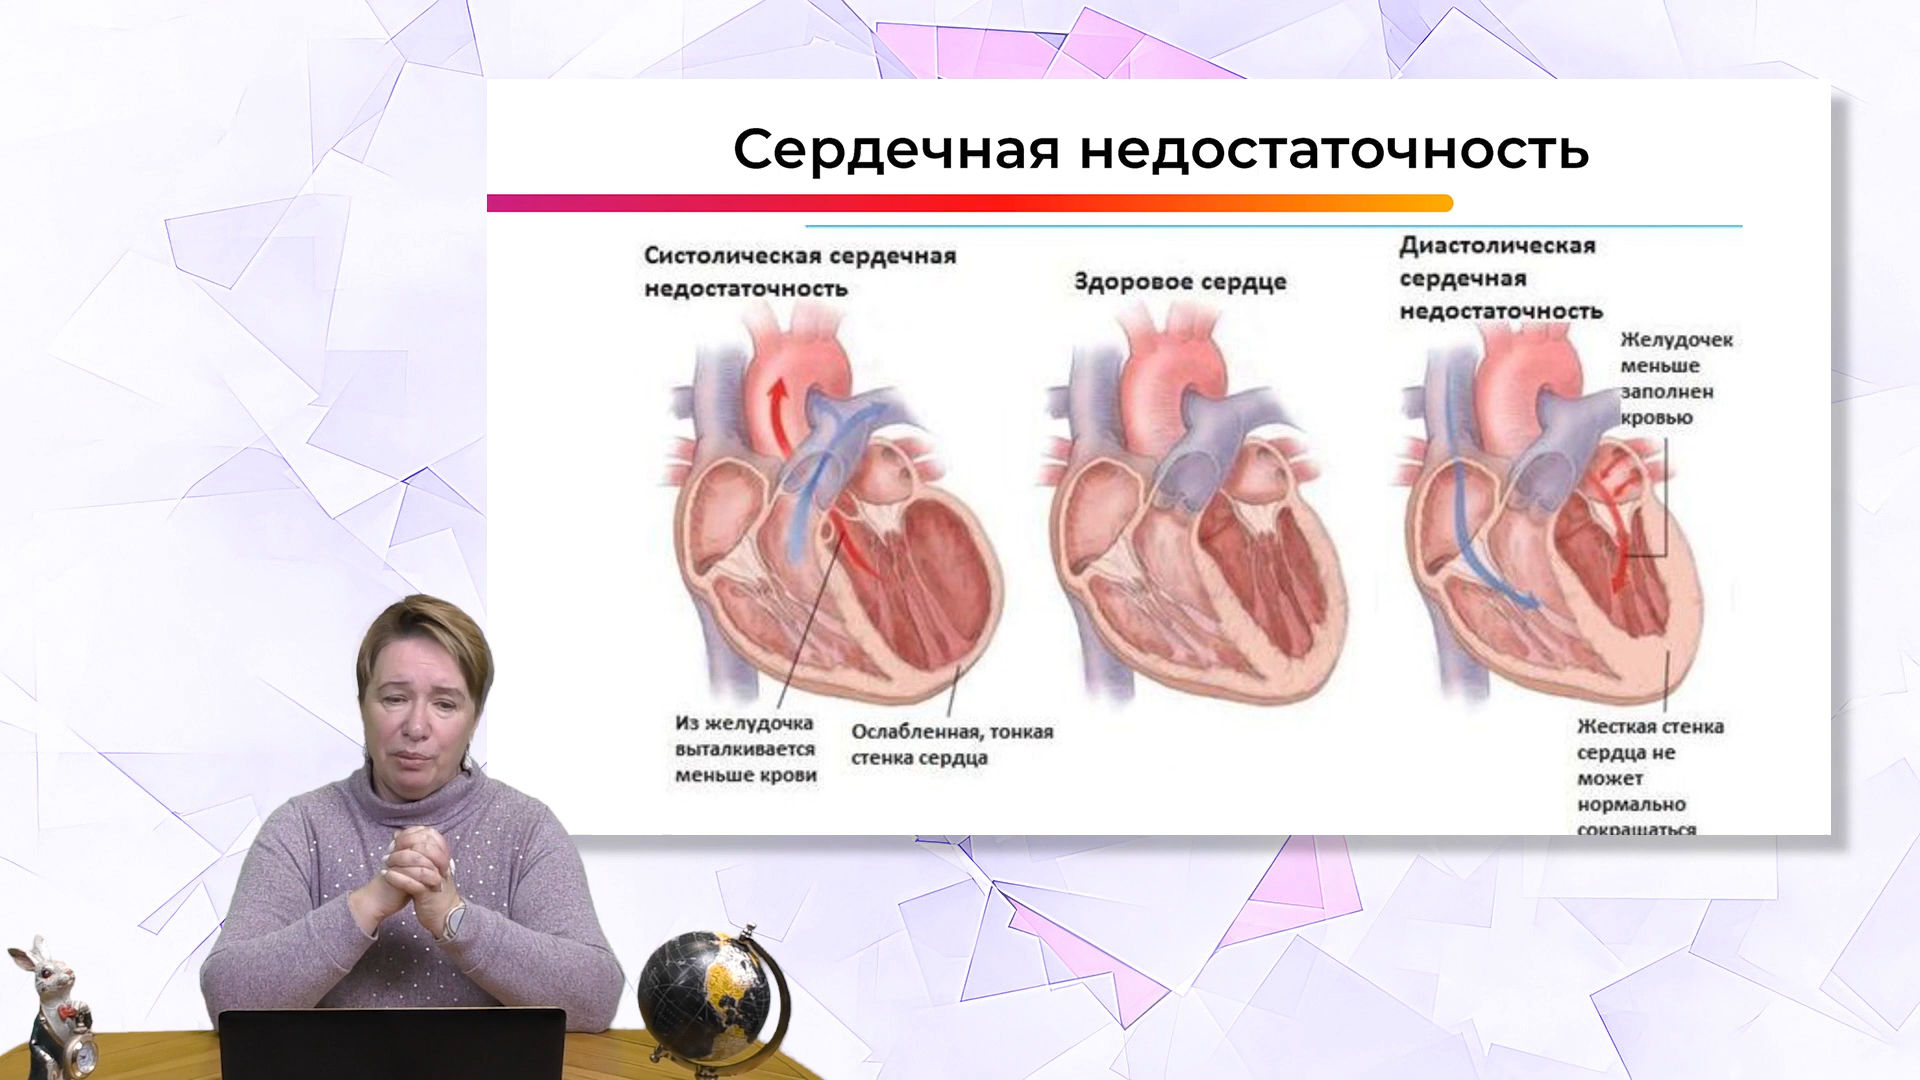 Сердечная недостаточность
Систолическая сердечная
недостаточность
Здоровое сердце
Диастолическая
сердечная
недостаточность
Желудочек
меньше
заполнен
кровью
Из желудочка
выталкивается
меньше крови
Ослабленная, тонкая
стенка сердца
Жесткая стенка
сердца не
может
нормально
сокращаться